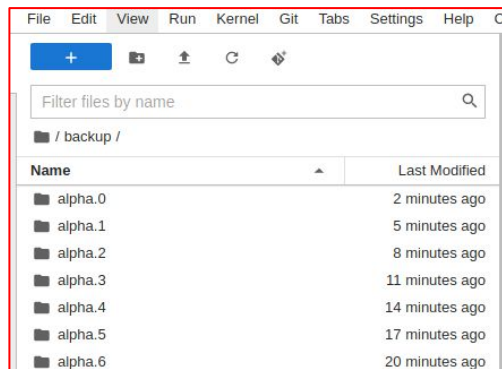 File Edit View Run Kernel Git Tabs Settings Help
+
Filter files by name
/ backup /
Name Last Modified
alpha.0 2 minutes ago
alpha.1 5 minutes ago
alpha.2 8 minutes ago
alpha.3 11 minutes ago
alpha.4 14 minutes ago
alpha.5 17 minutes ago
alpha.6 20 minutes ago